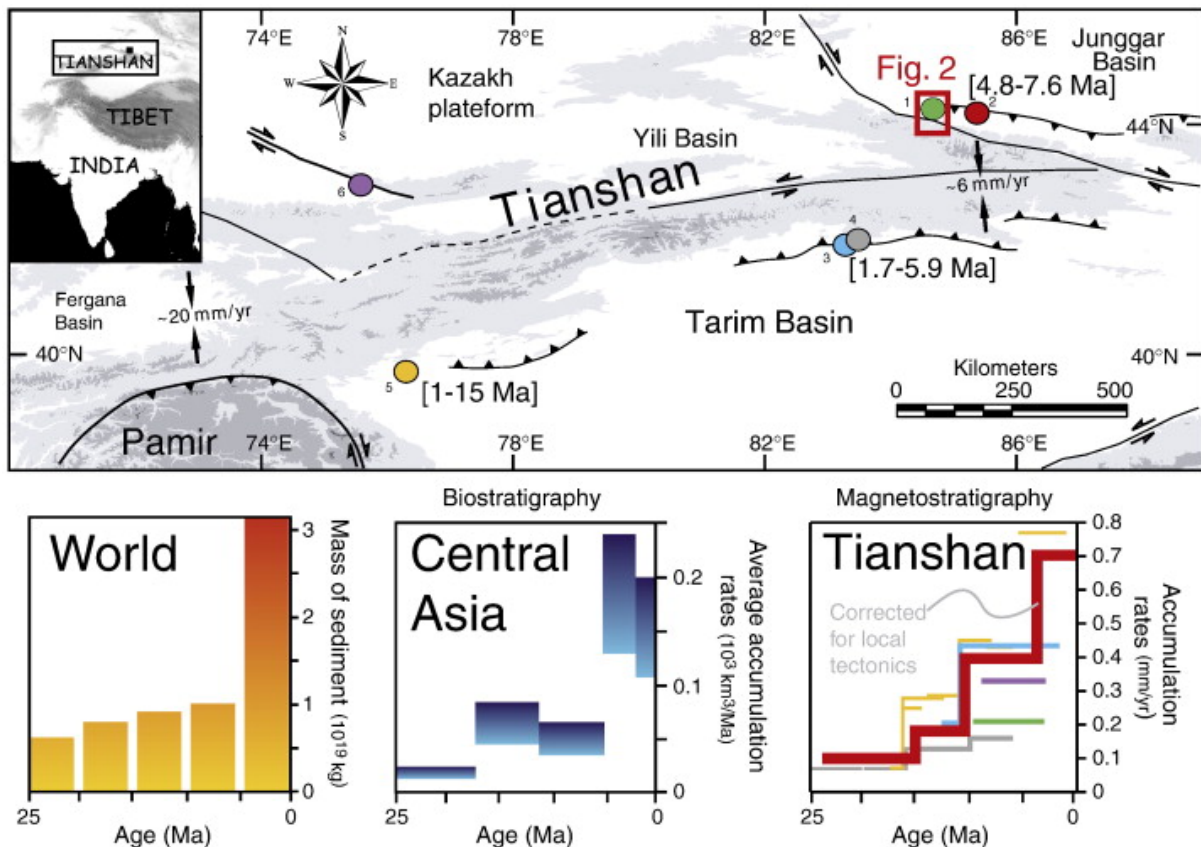 74°E
78°E
82°E
86°E
TIANSHAN
TIBET
INDIA
N
W
E
S
Kazakh
plateform
Yili Basin
Junggar
Basin
Fig. 2
1
2
[4.8-7.6 Ma]
44°N
6
Tianshan
~6 mm/yr
3
4
[1.7-5.9 Ma]
Fergana
Basin
~20 mm/yr
Tarim Basin
40°N
40°N
5
[1-15 Ma]
Kilometers
0
250
500
Pamir
74°E
78°E
82°E
86°E
World
3
2
1
0
Mass of sediment (10¹⁹ kg)
25
0
Age (Ma)
Biostratigraphy
Central
Asia
0.2
0.1
0
Average accumulation
rates (10³ km³/Ma)
25
0
Age (Ma)
Magnetostratigraphy
Tianshan
Corrected
for local
tectonics
0.8
0.7
0.6
0.5
0.4
0.3
0.2
0.1
0
Accumulation
rates (mm/yr)
25
0
Age (Ma)